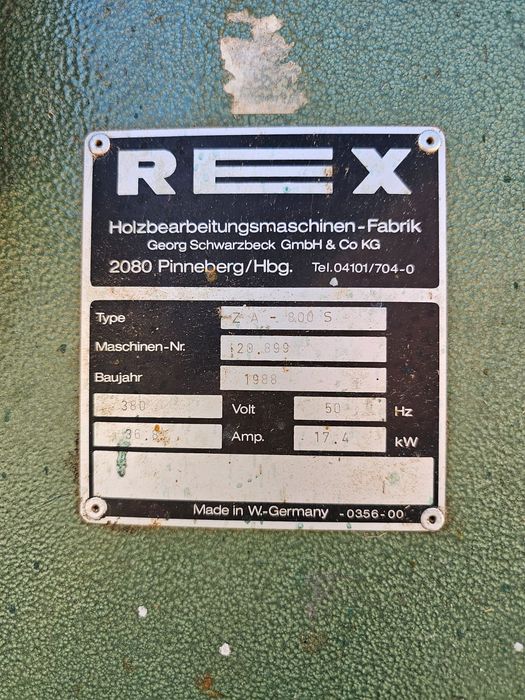 REX
Holzbearbeitungsmaschinen-Fabrik
Georg Schwarzbeck GmbH & Co KG
2080 Pinneberg/Hbg. Tel.04101/704-0
Type ZA-800 S
Maschinen-Nr. 20.899
Baujahr 1988
380 Volt 50 Hz
Amp. 17.4 kW
Made in W.-Germany -0356-00